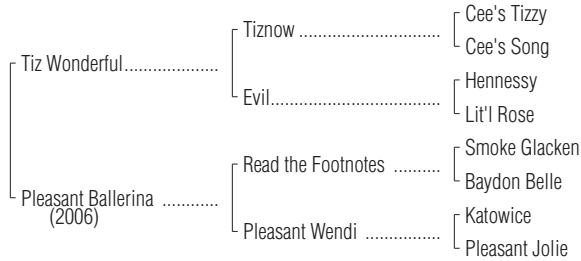 Cee's Tizzy
Tiznow ..............................
Cee's Song
Tiz Wonderful....................
Hennessy
Evil....................................
Lit'l Rose
Smoke Glacken
Read the Footnotes ..........
Baydon Belle
Pleasant Ballerina ............
(2006)
Katowice
Pleasant Wendi ................
Pleasant Jolie